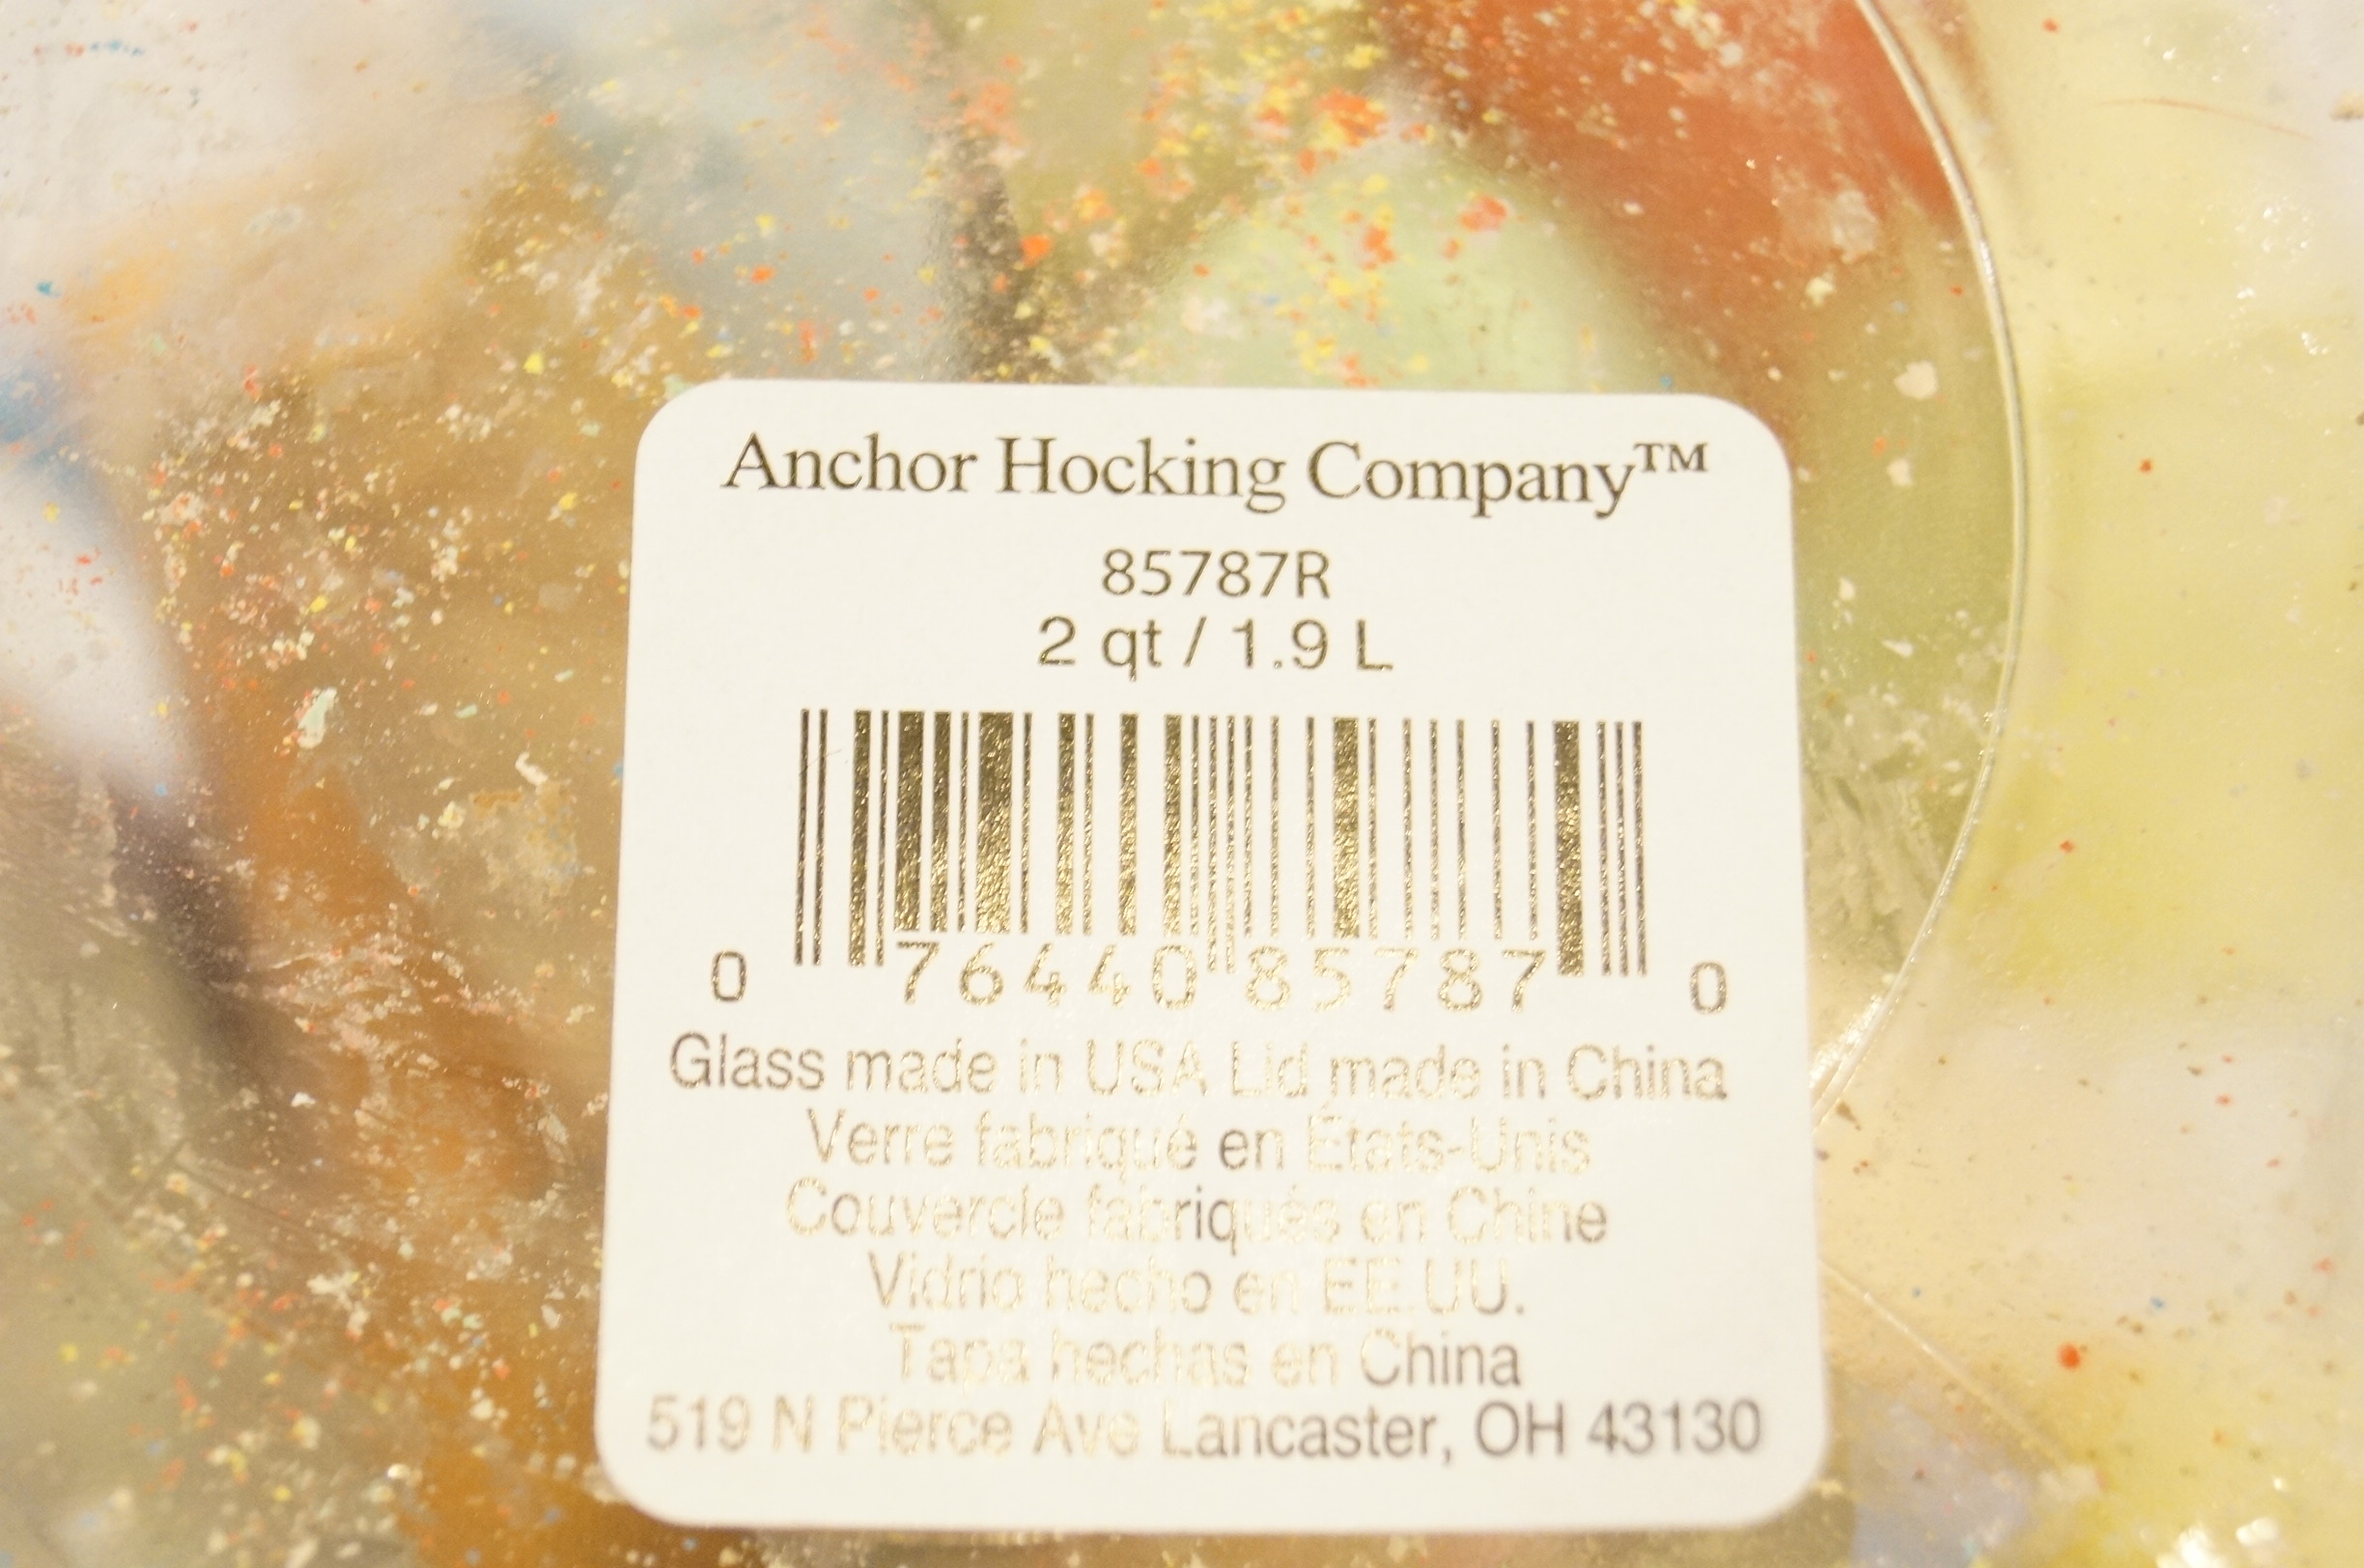 Anchor Hocking Company™
85787R
2 qt / 1.9 L
0 76440 85787 0
Glass made in USA Lid made in China
Verre fabriqué en États-Unis
Couvercle fabriqués en Chine
Vidrio hecho en EE.UU.
Tapa hechas en China
519 N Pierce Ave Lancaster, OH 43130